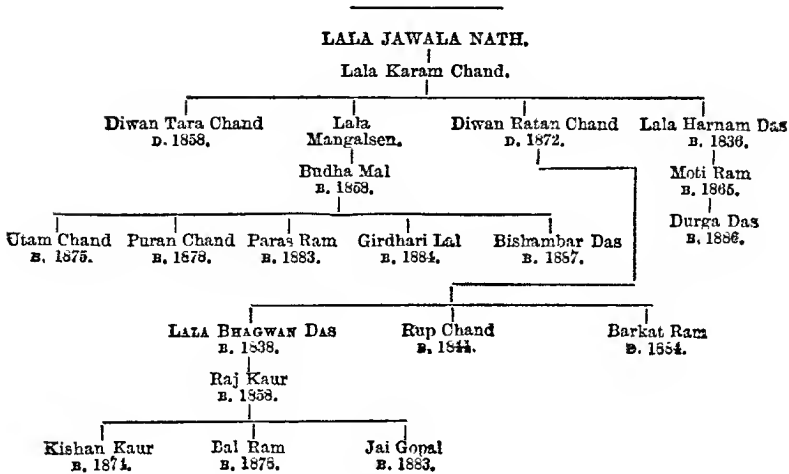 LALA JAWALA NATH.
Lala Karam Chand.
Diwan Tara Chand Lala Diwan Ratan Chand Lala Harnam Das
D. 1858. Mangalsen. D. 1872. B. 1836.
Budha Mal Moti Ram
B. 1858. B. 1865.
Durga Das
B. 1886.
Utam Chand Puran Chand Paras Ram Girdhari Lal Bishambar Das
B. 1875. B. 1878. B. 1883. B. 1884. B. 1887.
LALA BHAGWAN DAS Rup Chand Barkat Ram
B. 1838. B. 1844. D. 1884.
Raj Kaur
B. 1858.
Kishan Kaur Bal Ram Jai Gopal
B. 1874. B. 1876. B. 1883.